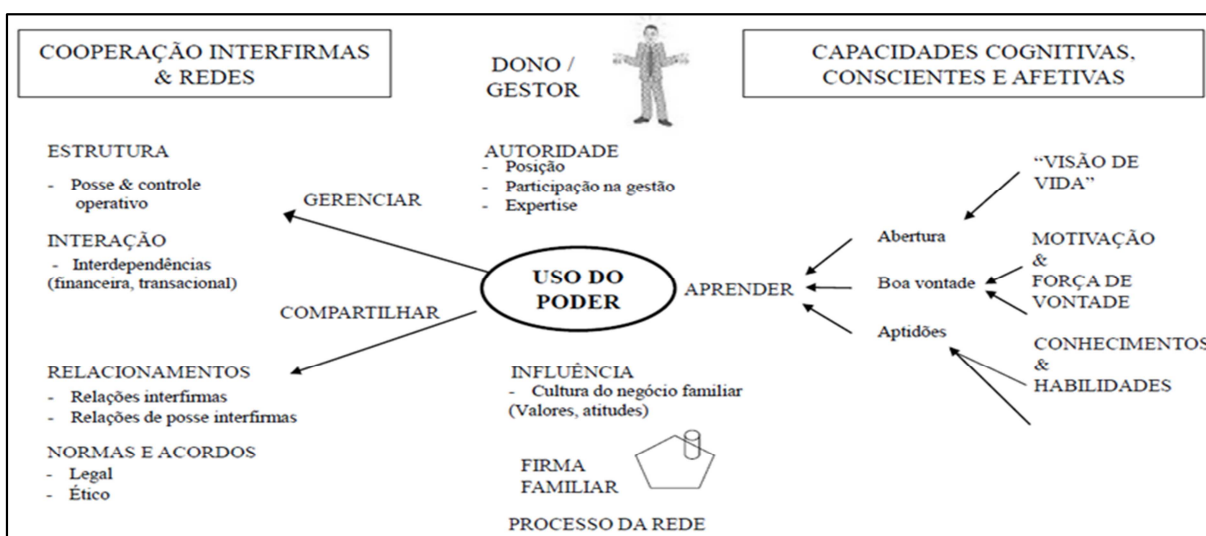 COOPERAÇÃO INTERFIRMAS
& REDES
DONO /
GESTOR
CAPACIDADES COGNITIVAS,
CONSCIENTES E AFETIVAS
ESTRUTURA
- Posse & controle
operativo
INTERAÇÃO
- Interdependências
(financeira, transacional)
GERENCIAR
COMPARTILHAR
RELACIONAMENTOS
- Relações interfirmas
- Relações de posse interfirmas
NORMAS E ACORDOS
- Legal
- Ético
AUTORIDADE
- Posição
- Participação na gestão
- Expertise
USO DO
PODER
APRENDER
INFLUÊNCIA
- Cultura do negócio familiar
(Valores, atitudes)
FIRMA
FAMILIAR
PROCESSO DA REDE
Abertura
Boa vontade
Aptidões
“VISÃO DE
VIDA”
MOTIVAÇÃO
&
FORÇA DE
VONTADE
CONHECIMENTOS
&
HABILIDADES